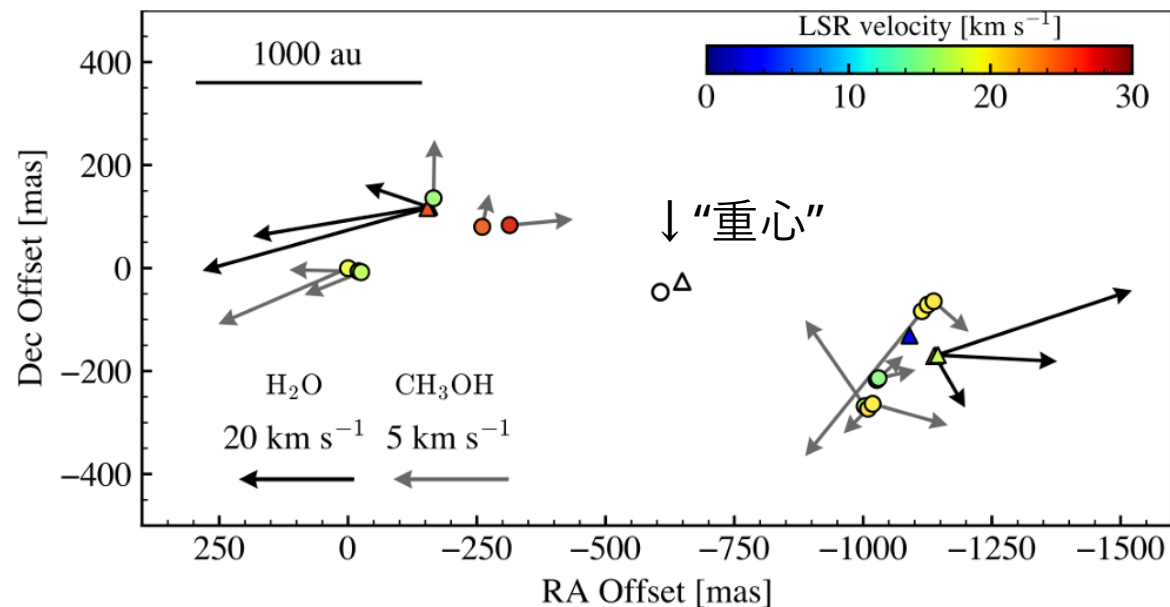 LSR velocity [km s⁻¹]
0 10 20 30
1000 au
↓“重心”
H₂O CH₃OH
20 km s⁻¹ 5 km s⁻¹
400
200
0
−200
−400
Dec Offset [mas]
250 0 −250 −500 −750 −1000 −1250 −1500
RA Offset [mas]